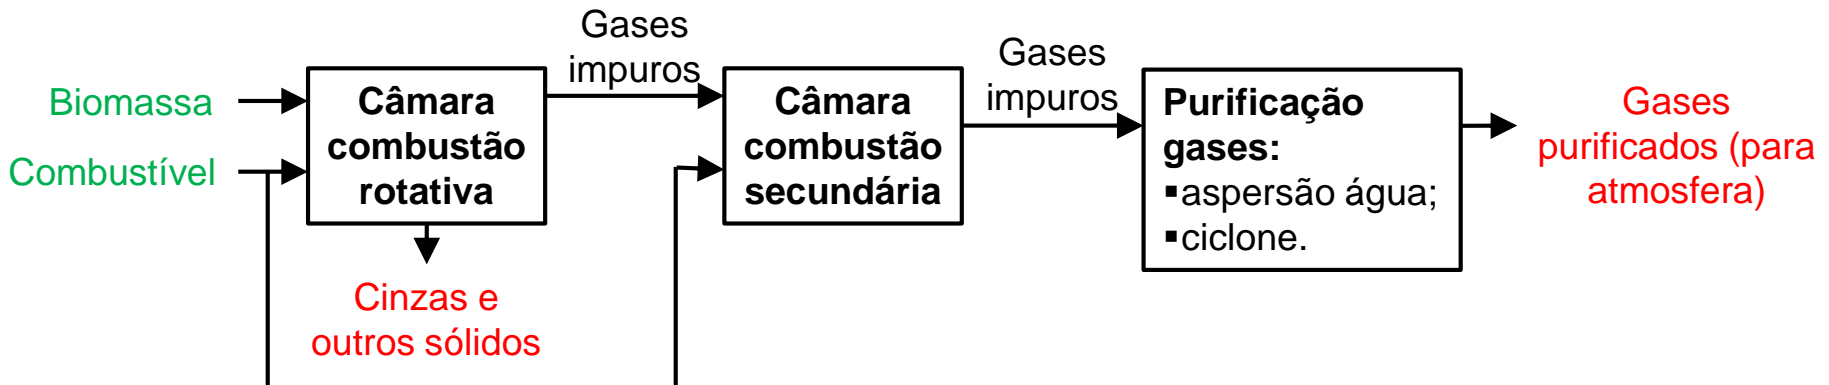 Biomassa
Combustível
Câmara
combustão
rotativa
Cinzas e
outros sólidos
Gases
impuros
Câmara
combustão
secundária
Gases
impuros
Purificação
gases:
▪aspersão água;
▪ciclone.
Gases
purificados (para
atmosfera)